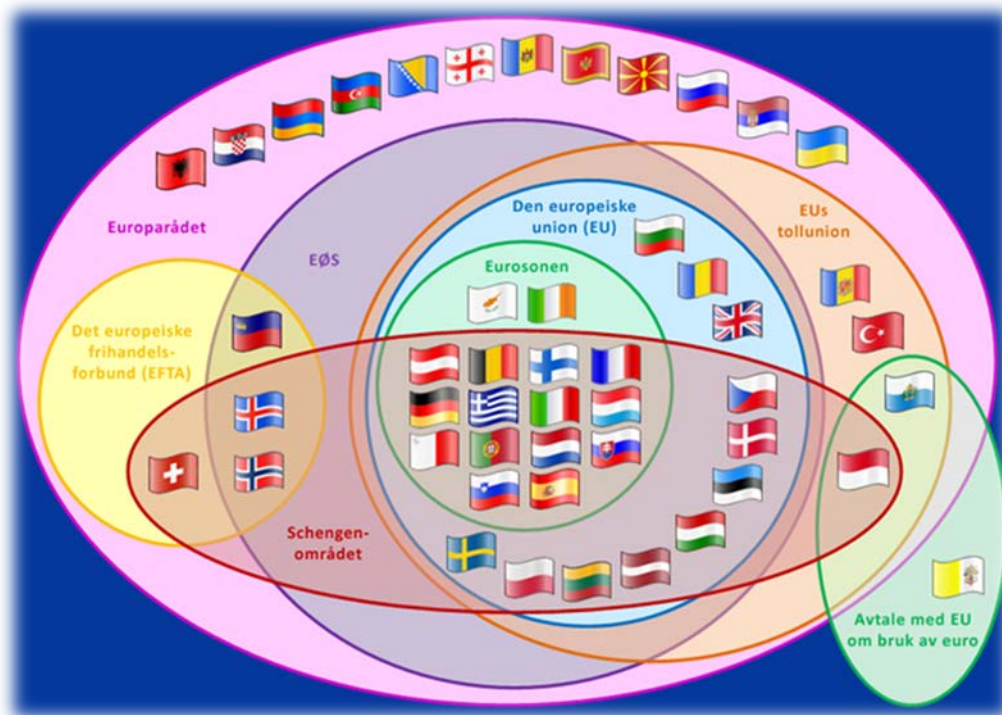 Europarådet
EØS
Den europeiske
union (EU)
EUs
tollunion
Eurosonen
Det europeiske
frihandels-
forbund (EFTA)
Schengen-
området
Avtale med EU
om bruk av euro